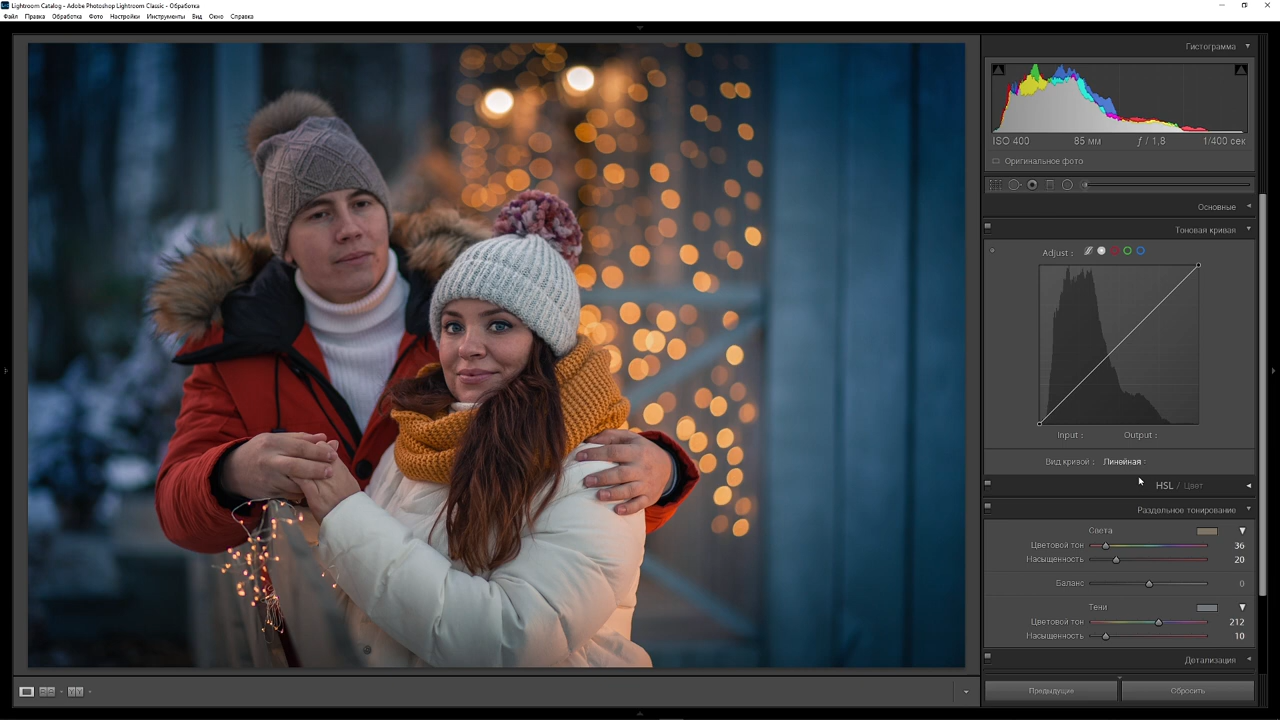 Lightroom Catalog - Adobe Photoshop Lightroom Classic - Обработка
Файл Правка Обработка Фото Настройки Инструменты Вид Окно Справка
Гистограмма
ISO 400 85 мм ƒ / 1,8 1/400 сек
Оригинальное фото
Основные
Тоновая кривая
Adjust :
Input : Output :
Вид кривой : Линейная
HSL / Цвет
Раздельное тонирование
Света
Цветовой тон 36
Насыщенность 20
Баланс 0
Тени
Цветовой тон 212
Насыщенность 10
Детализация
Предыдущие Сбросить